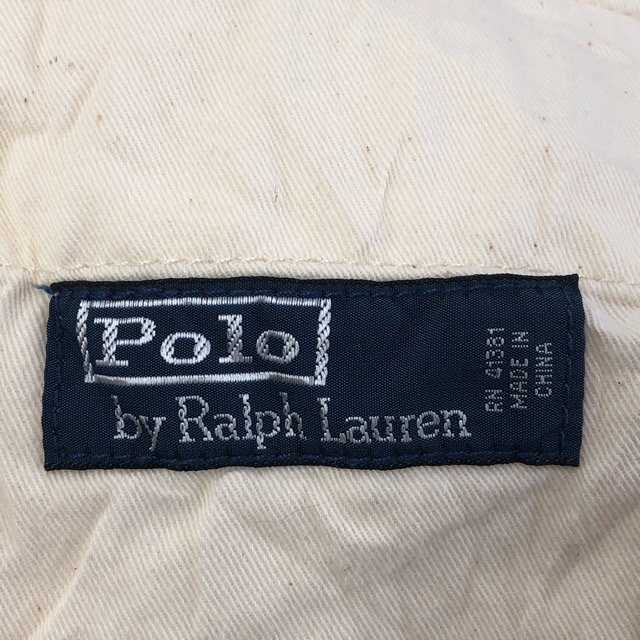 Polo
by Ralph Lauren
RN 41381
MADE IN
CHINA